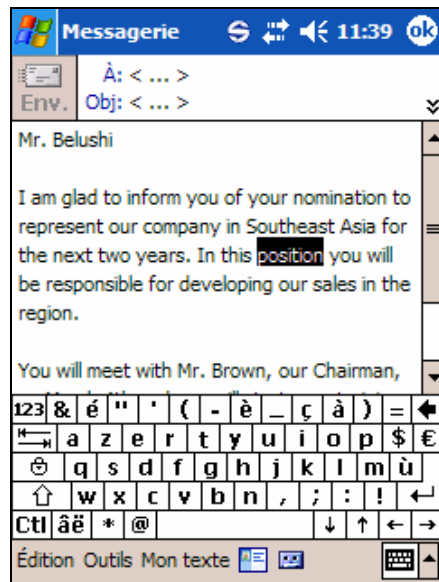 Messagerie 11:39 ok
À: < ... >
Env. Obj: < ... >
Mr. Belushi
I am glad to inform you of your nomination to
represent our company in Southeast Asia for
the next two years. In this position you will
be responsible for developing our sales in the
region.
You will meet with Mr. Brown, our Chairman,
123 & é " ' ( - è _ ç à ) =
a z e r t y u i o p $ €
q s d f g h j k l m ù
w x c v b n , ; : !
Ctl âë * @ ↓ ↑ ← →
Édition Outils Mon texte